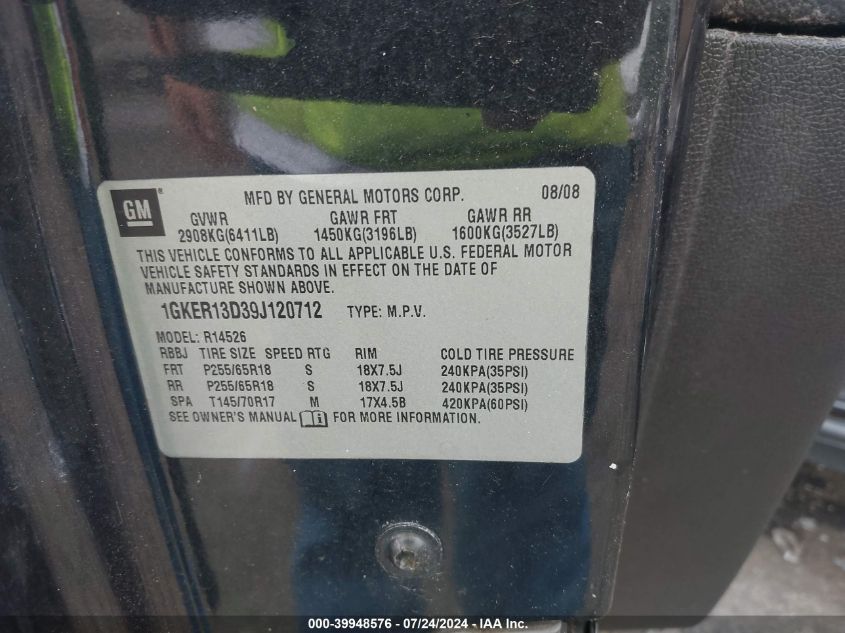 GM ® MFD BY GENERAL MOTORS CORP. 08/08
GVWR GAWR FRT GAWR RR
2908KG(6411LB) 1450KG(3196LB) 1600KG(3527LB)
THIS VEHICLE CONFORMS TO ALL APPLICABLE U.S. FEDERAL MOTOR
VEHICLE SAFETY STANDARDS IN EFFECT ON THE DATE OF
MANUFACTURE SHOWN ABOVE.
1GKER13D39J120712 TYPE: M.P.V.
MODEL: R14526
RBBJ TIRE SIZE SPEED RTG RIM COLD TIRE PRESSURE
FRT P255/65R18 S 18X7.5J 240KPA(35PSI)
RR P255/65R18 S 18X7.5J 240KPA(35PSI)
SPA T145/70R17 M 17X4.5B 420KPA(60PSI)
SEE OWNER'S MANUAL i FOR MORE INFORMATION.
000-39948576 - 07/24/2024 - IAA Inc.